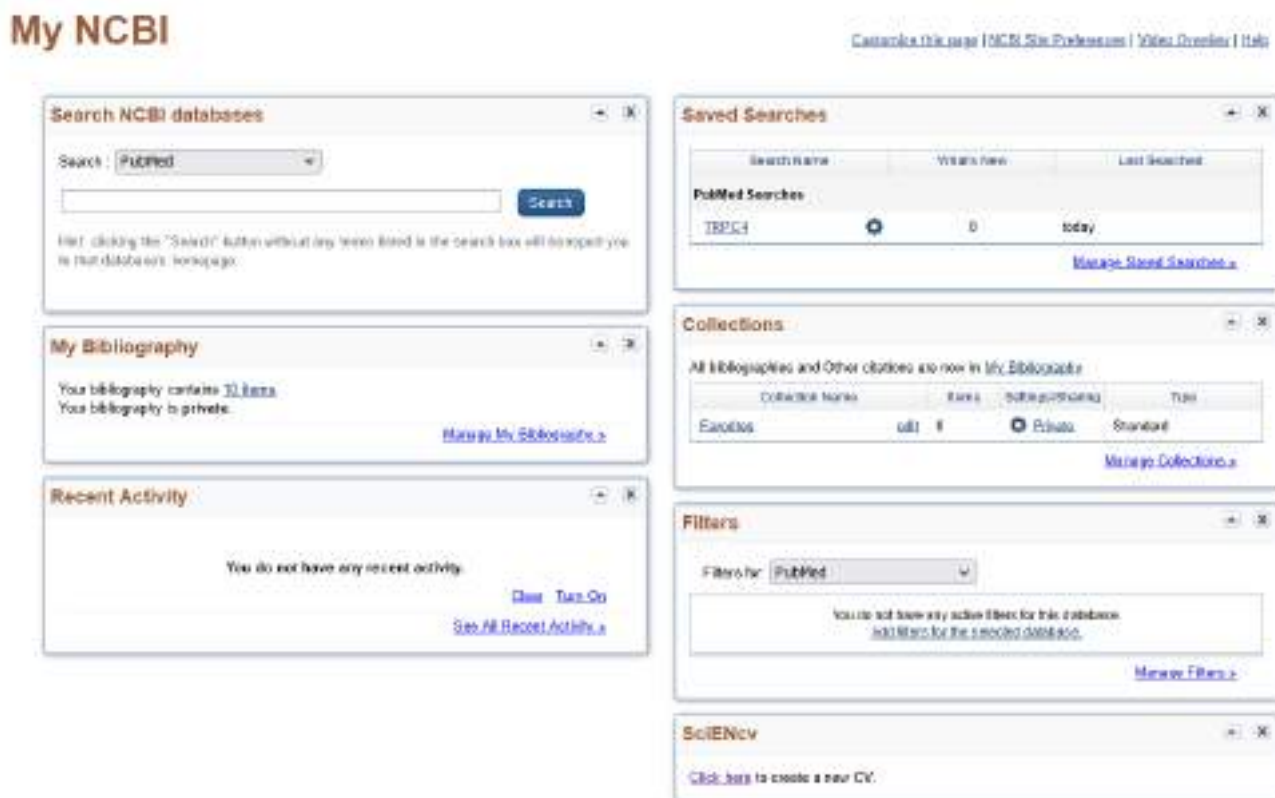 My NCBI
Customize this page | NCBI Site Preferences | Video Overview | Help
Search NCBI databases
Search : PubMed
Search
Hint: clicking the "Search" button without any terms listed in the search box will transport you
to that database's homepage.
My Bibliography
Your bibliography contains 10 items
Your bibliography is private.
Manage My Bibliography »
Recent Activity
You do not have any recent activity.
Clear Turn On
See All Recent Activity »
Saved Searches
Search Name What's New Last Searched
PubMed Searches
TRPC4 0 today
Manage Saved Searches »
Collections
All bibliographies and Other citations are now in My Bibliography
Collection Name Items Settings/Sharing Type
Favorites edit Private Standard
Manage Collections »
Filters
Filters for PubMed
You do not have any active filters for this database.
Add filters for the selected database.
Manage Filters »
SciENcv
Click here to create a new CV.